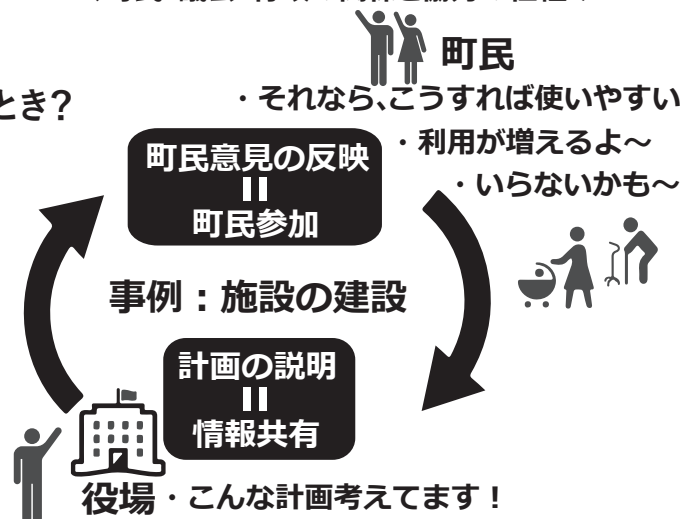 町民
とき？
・それなら、こうすれば使いやすい
・利用が増えるよ～
・いらないかも～
町民意見の反映
＝
町民参加
事例：施設の建設
計画の説明
＝
情報共有
役場・こんな計画考えてます！